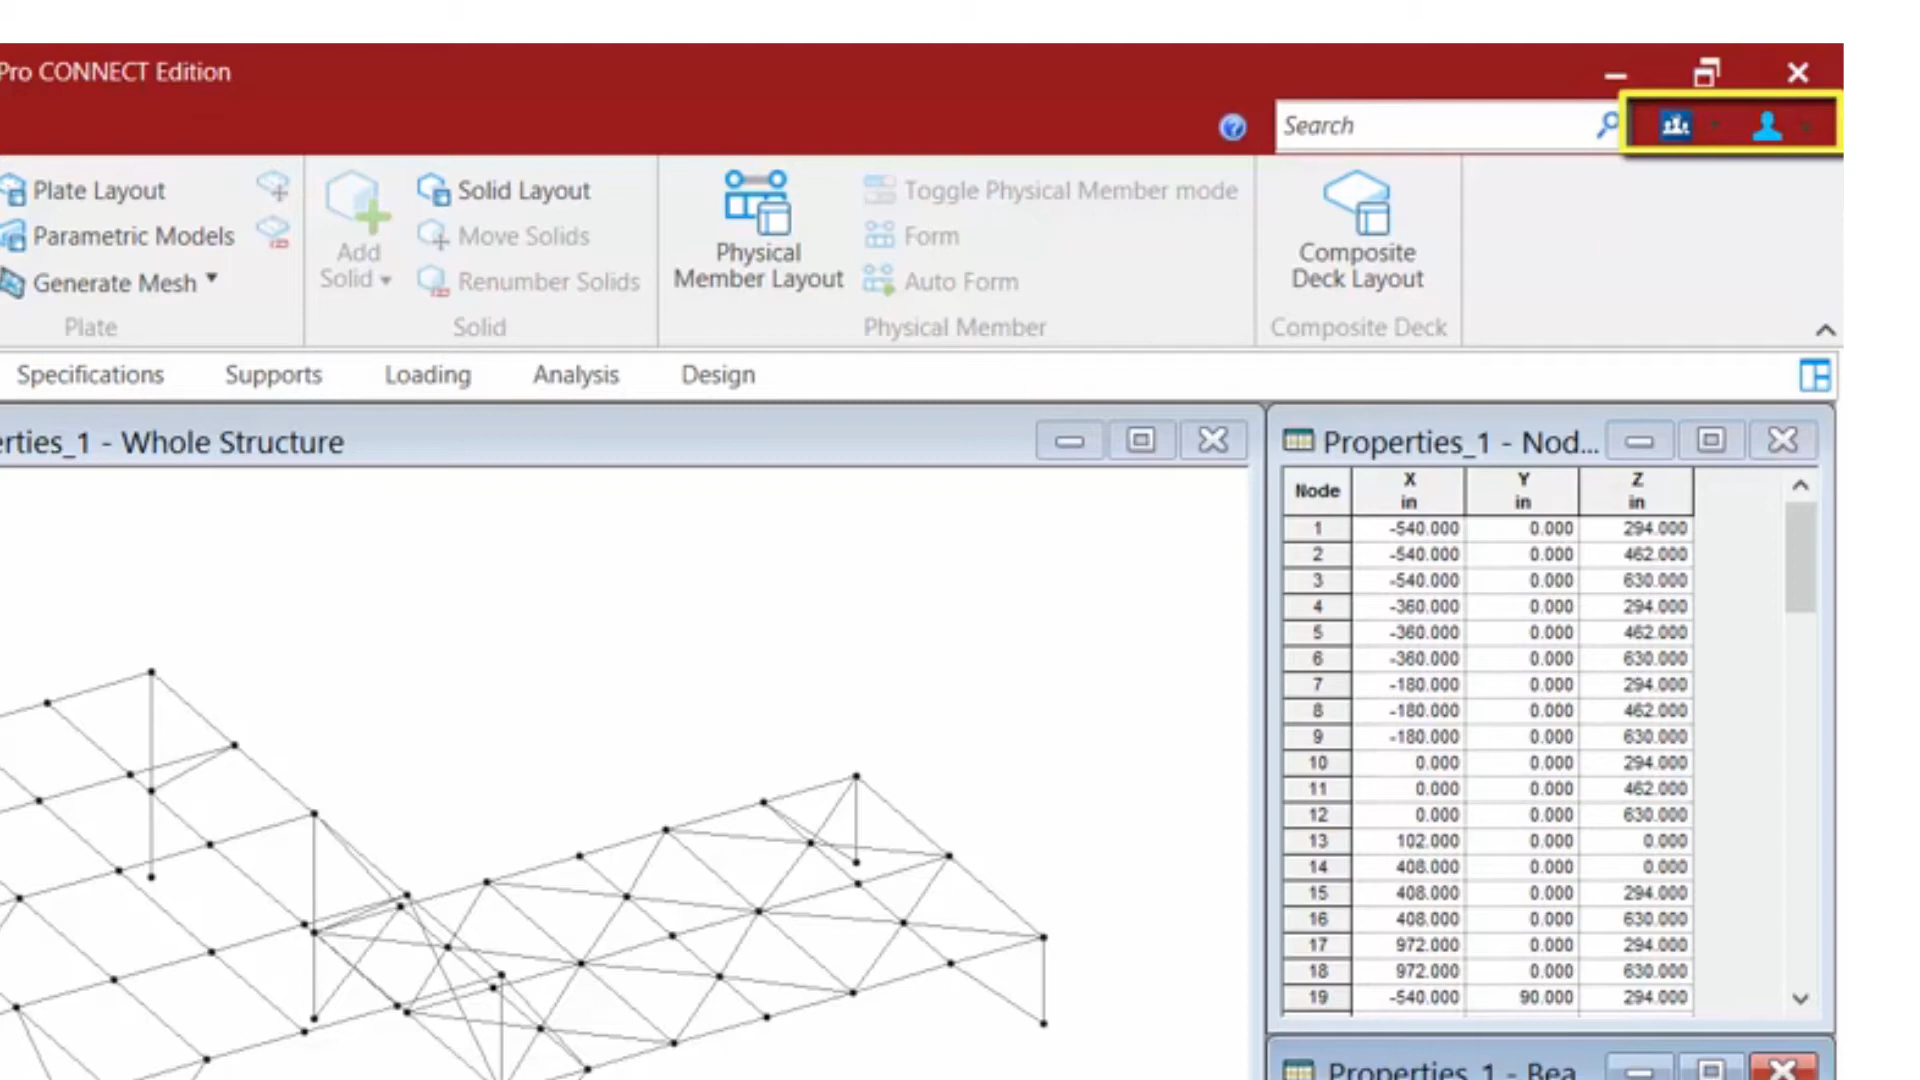 Pro CONNECT Edition
Search
Plate Layout
Parametric Models
Generate Mesh
Plate
Add
Solid
Solid Layout
Move Solids
Renumber Solids
Solid
Physical
Member Layout
Toggle Physical Member mode
Form
Auto Form
Physical Member
Composite
Deck Layout
Composite Deck
Specifications Supports Loading Analysis Design
erties_1 - Whole Structure
Properties_1 - Nod...
Node X in Y in Z in
1 -540.000 0.000 294.000
2 -540.000 0.000 462.000
3 -540.000 0.000 630.000
4 -360.000 0.000 294.000
5 -360.000 0.000 462.000
6 -360.000 0.000 630.000
7 -180.000 0.000 294.000
8 -180.000 0.000 462.000
9 -180.000 0.000 630.000
10 0.000 0.000 294.000
11 0.000 0.000 462.000
12 0.000 0.000 630.000
13 102.000 0.000 0.000
14 408.000 0.000 0.000
15 408.000 0.000 294.000
16 408.000 0.000 630.000
17 972.000 0.000 294.000
18 972.000 0.000 630.000
19 -540.000 90.000 294.000
Properties_1 - Bea